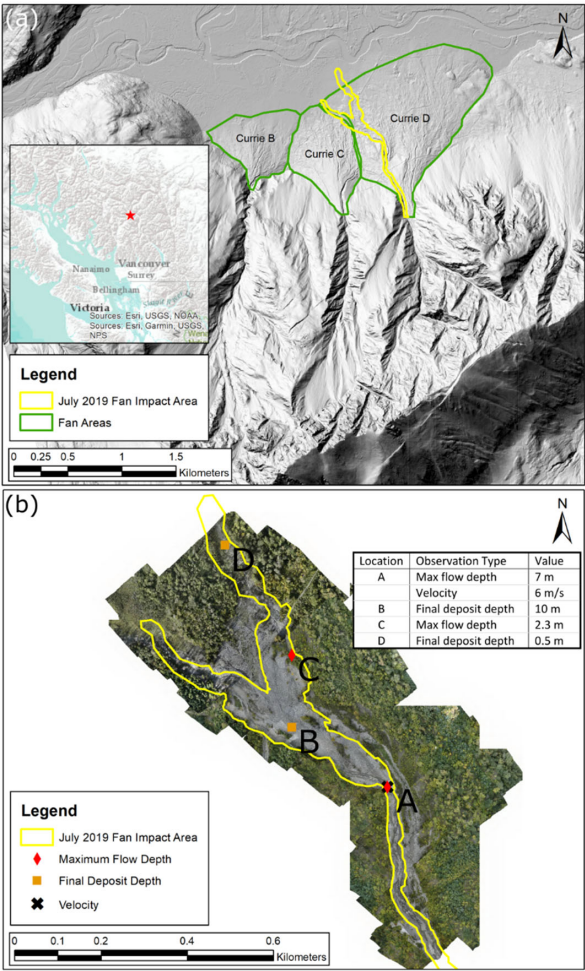 (a)
N
Currie B
Currie C
Currie D
Nanaimo
Vancouver
Surrey
Bellingham
Victoria
Sources: Esri, USGS, NOAA,
Sources: Esri, Garmin, USGS,
NPS
Legend
July 2019 Fan Impact Area
Fan Areas
0 0.25 0.5 1 1.5
Kilometers
(b)
N
Location Observation Type Value
A Max flow depth 7 m
Velocity 6 m/s
B Final deposit depth 10 m
C Max flow depth 2.3 m
D Final deposit depth 0.5 m
D
C
B
A
Legend
July 2019 Fan Impact Area
Maximum Flow Depth
Final Deposit Depth
Velocity
0 0.1 0.2 0.4 0.6
Kilometers